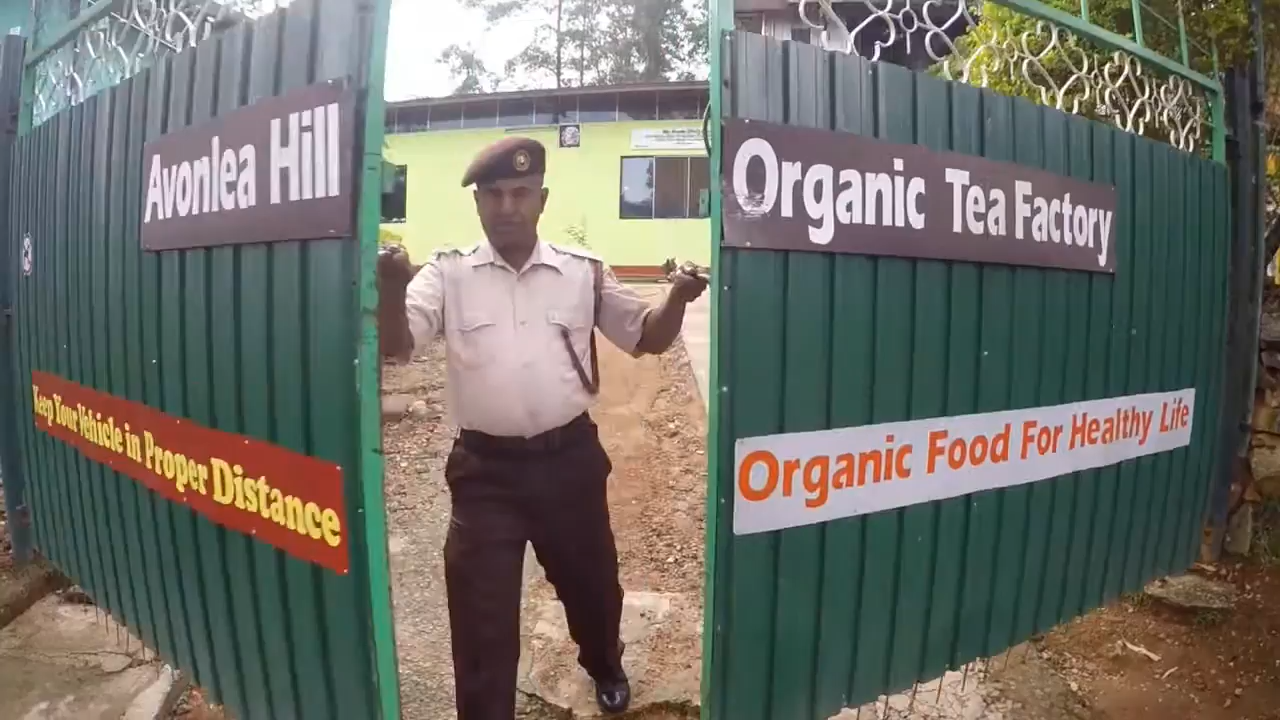 Avonlea Hill
Organic Tea Factory
Keep Your Vehicle in Proper Distance
Organic Food For Healthy Life